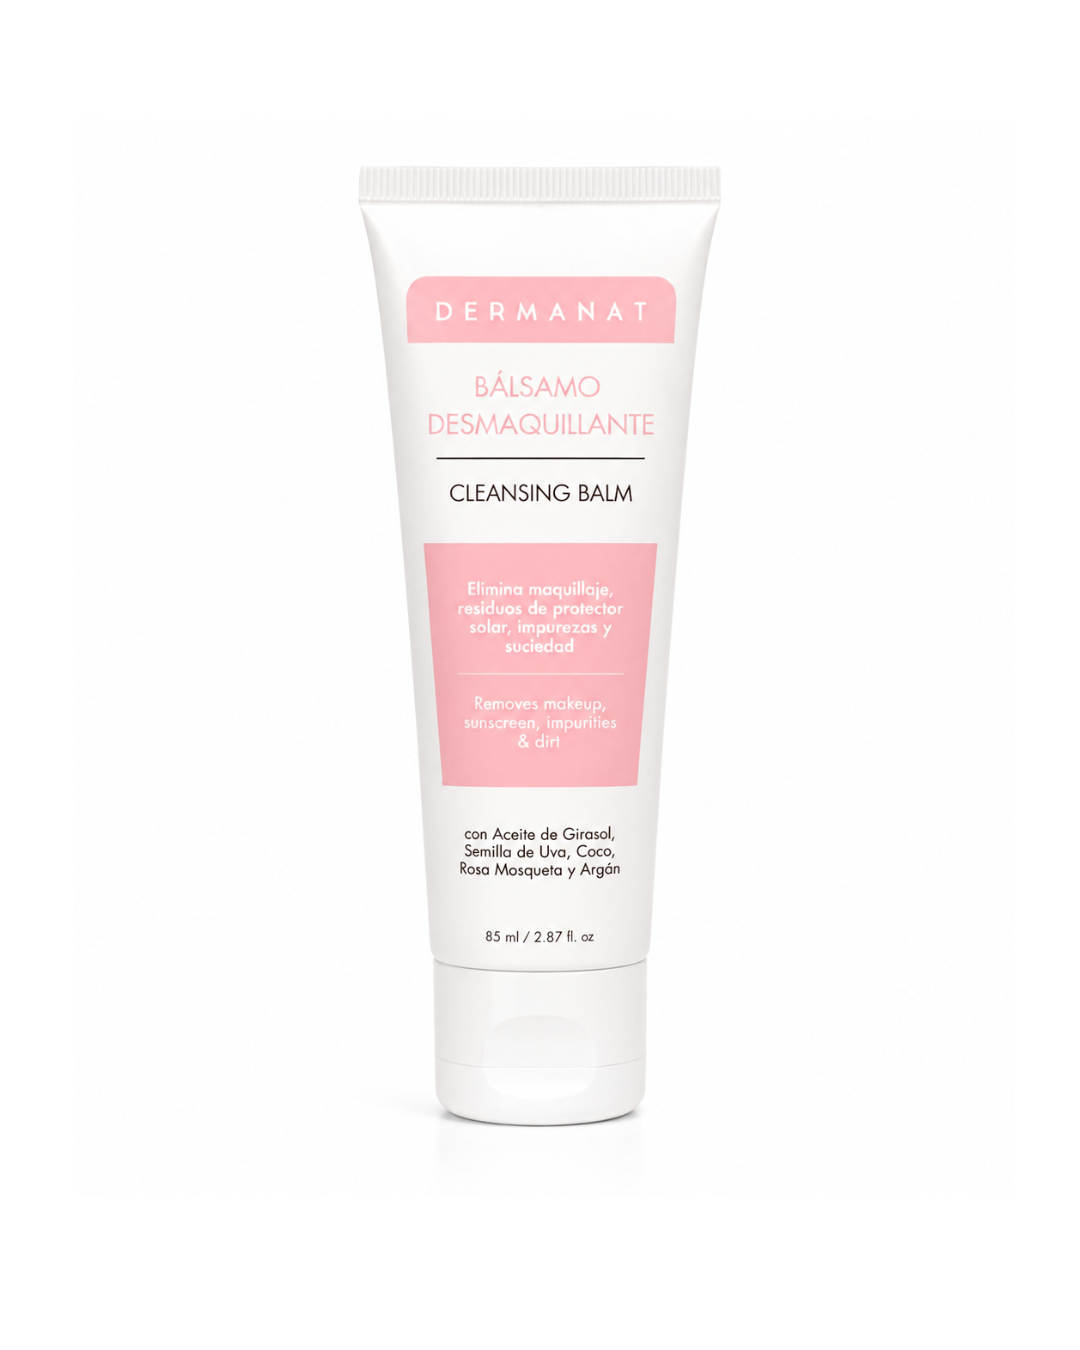 DERMANAT
BÁLSAMO
DESMAQUILLANTE
CLEANSING BALM
Elimina maquillaje,
residuos de protector
solar, impurezas y
suciedad
Removes makeup,
sunscreen, impurities
& dirt
con Aceite de Girasol,
Semilla de Uva, Coco,
Rosa Mosqueta y Argán
85 ml / 2.87 fl. oz